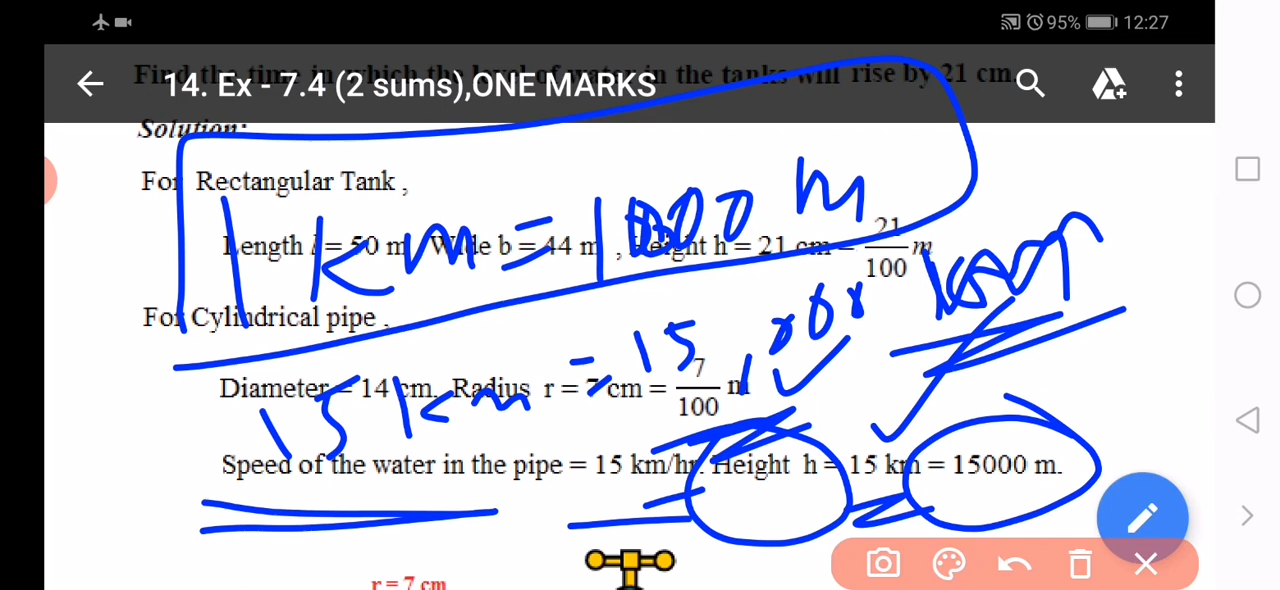 95% 12:27
Find the time in which the level of water in the tanks will rise by 21 cm.
14. Ex - 7.4 (2 sums),ONE MARKS
Solution:
For Rectangular Tank ,
1 km = 1000 m
Length l = 50 m, Wide b = 44 m , Height h = 21 cm = 21/100 m
For Cylindrical pipe ,
Diameter = 14 cm. Radius r = 7 cm = 7/100 m
15 km = 15
Speed of the water in the pipe = 15 km/hr. Height h = 15 km = 15000 m.
r = 7 cm